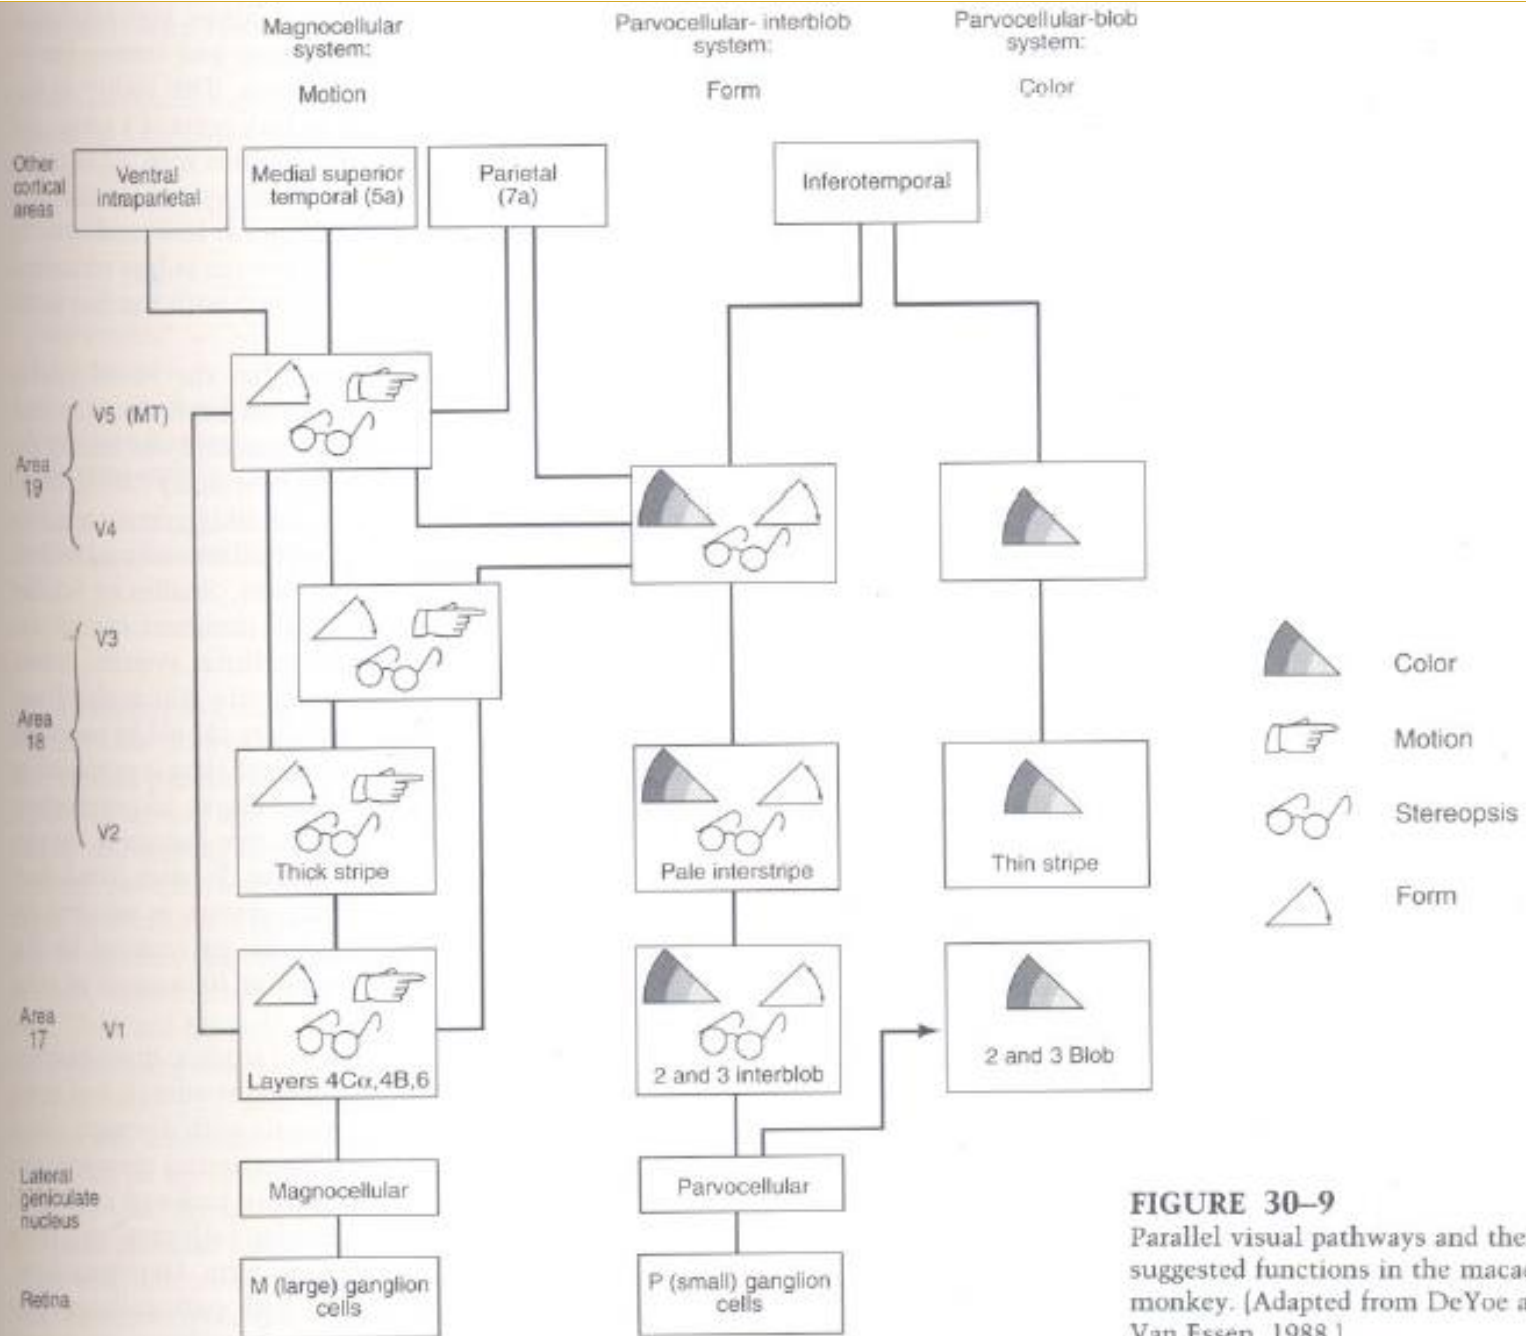 Magnocellular
system:
Motion
Parvocellular- interblob
system:
Form
Parvocellular-blob
system:
Color
Other
cortical
areas
Ventral
intraparietal
Medial superior
temporal (5a)
Parietal
(7a)
Inferotemporal
Area
19
V5 (MT)
V4
Area
18
V3
V2
Thick stripe
Pale interstripe
Thin stripe
Color
Motion
Stereopsis
Form
Area
17
V1
Layers 4Cα,4B,6
2 and 3 interblob
2 and 3 Blob
Lateral
geniculate
nucleus
Magnocellular
Parvocellular
Retina
M (large) ganglion
cells
P (small) ganglion
cells
FIGURE 30–9
Parallel visual pathways and the
suggested functions in the maca
monkey. [Adapted from DeYoe a
Van Essen, 1988.]